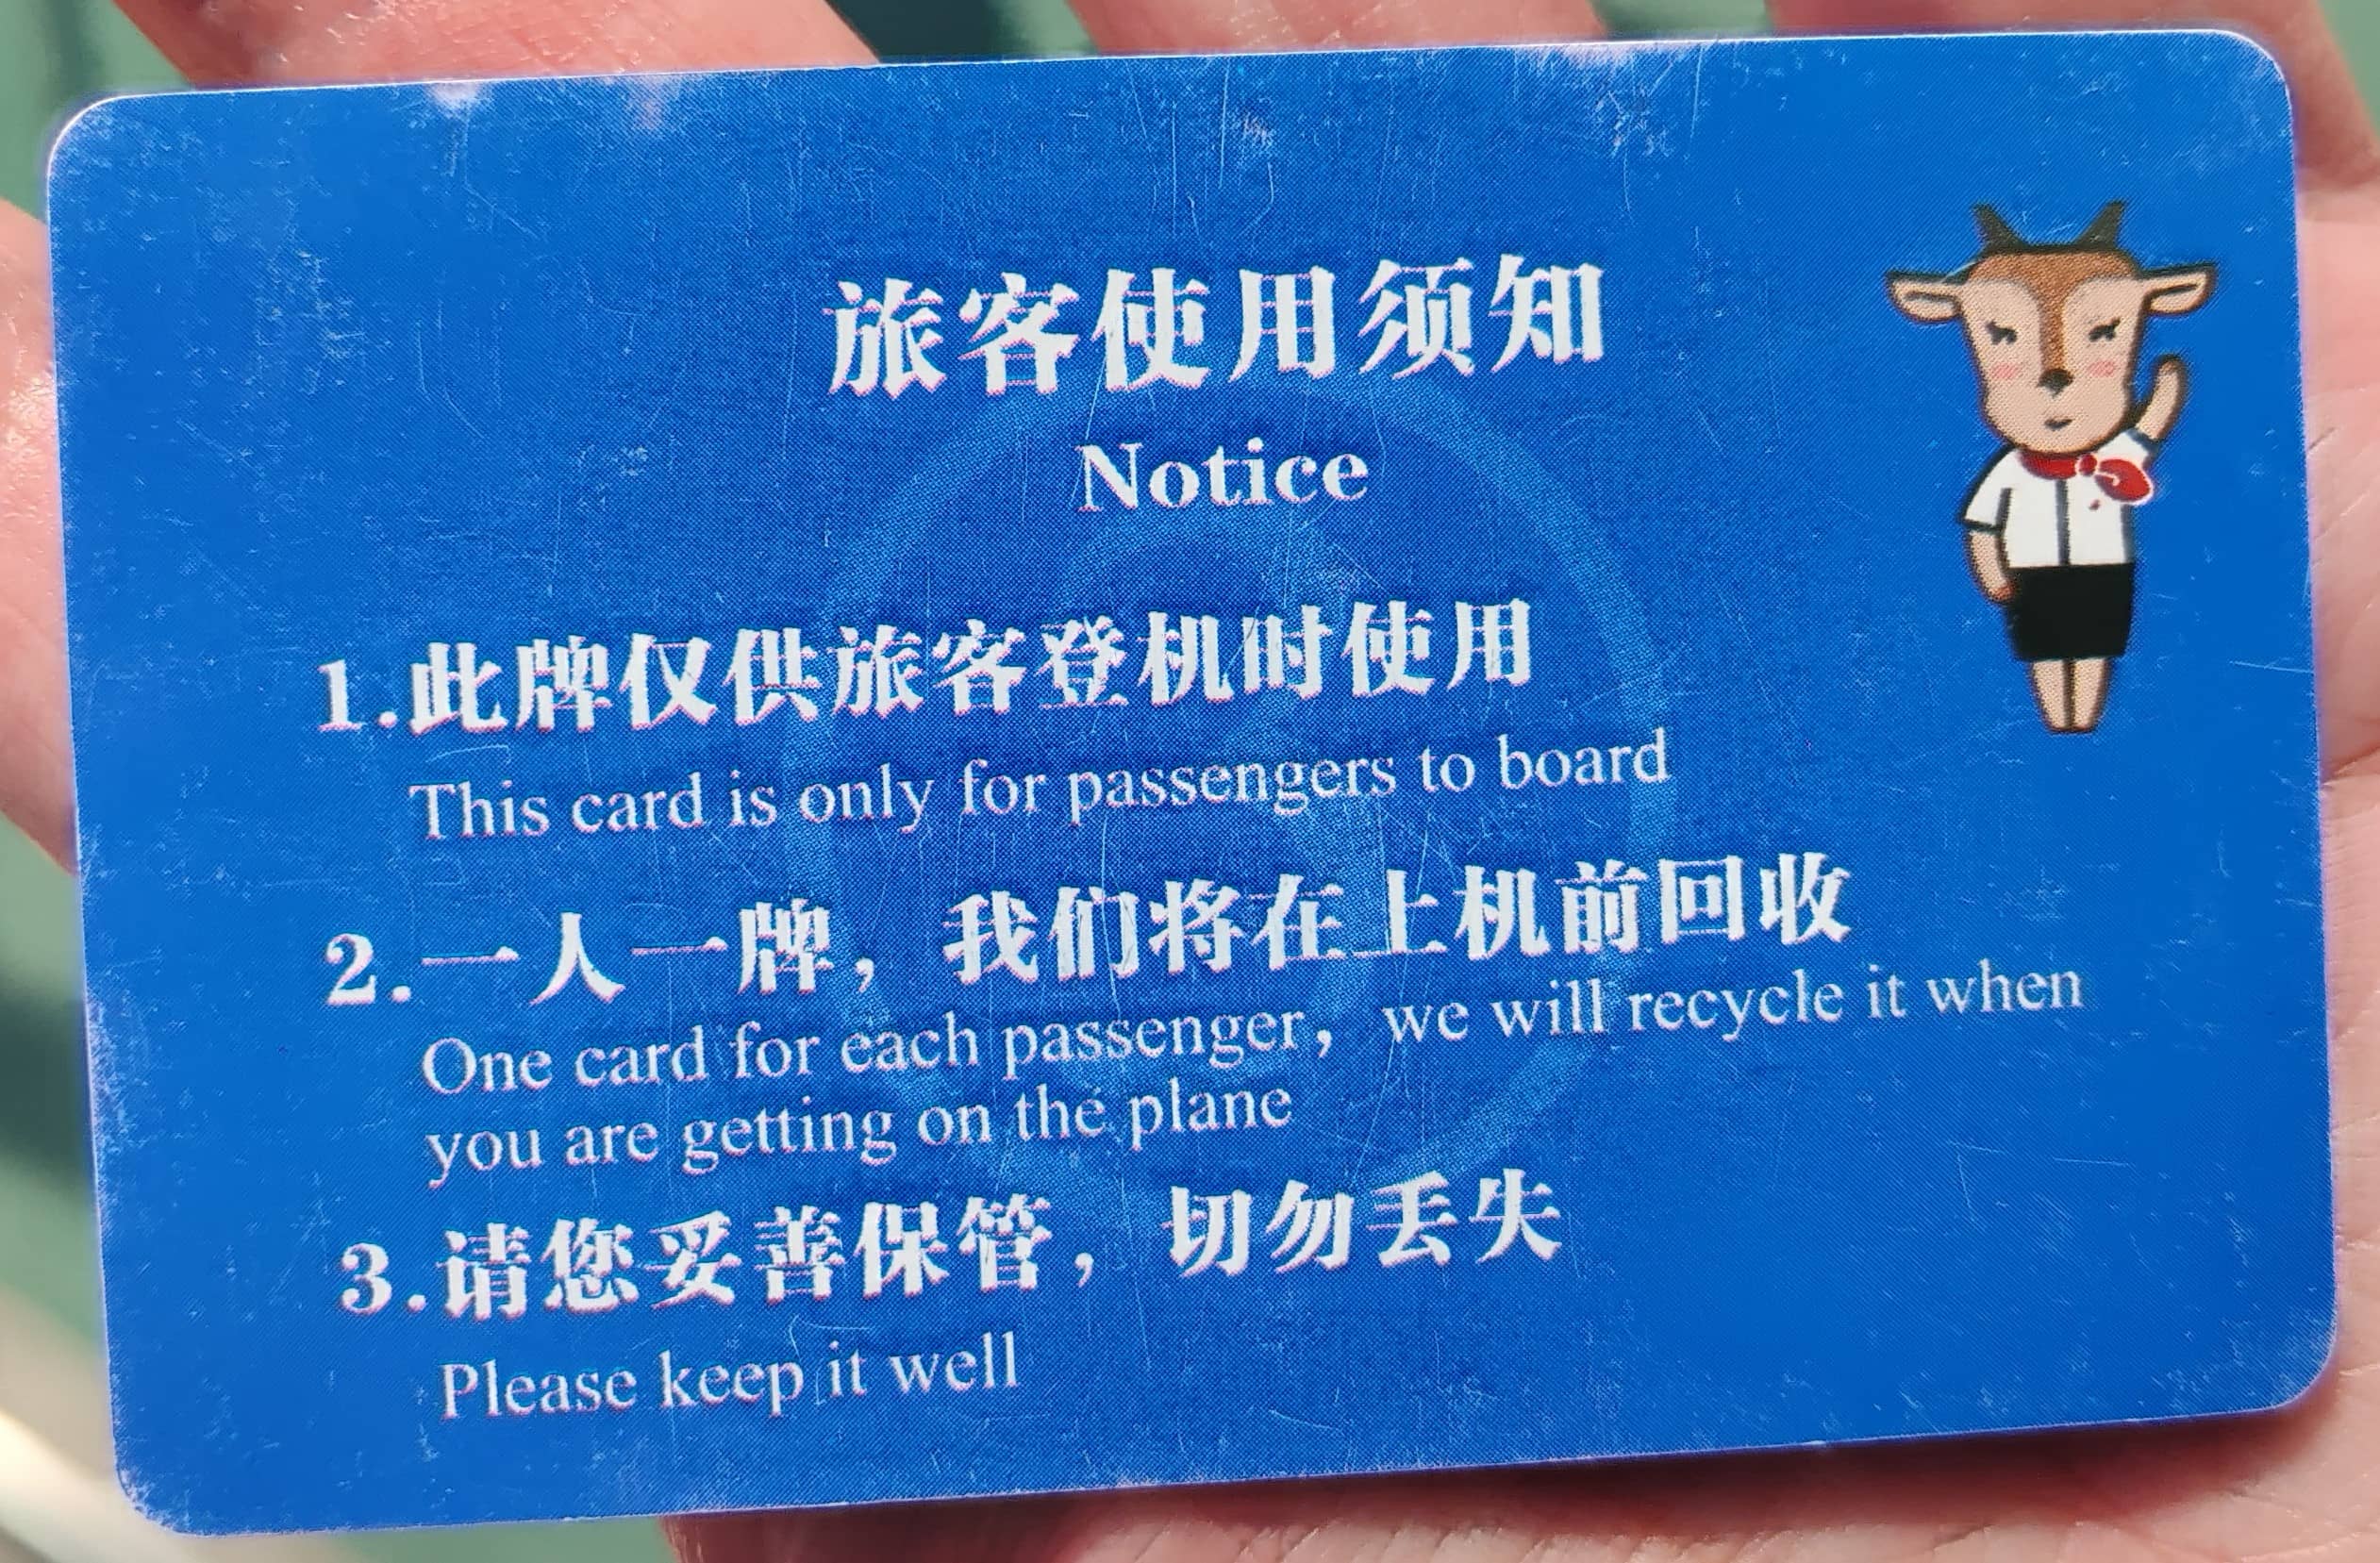 旅客使用须知
Notice
1.此牌仅供旅客登机时使用
This card is only for passengers to board
2.一人一牌，我们将在上机前回收
One card for each passenger，we will recycle it when
you are getting on the plane
3.请您妥善保管，切勿丢失
Please keep it well